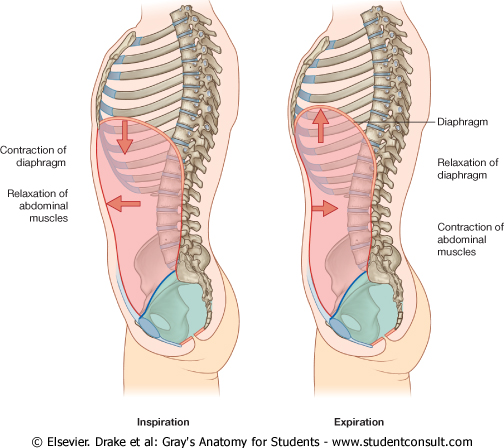 Contraction of
diaphragm
Relaxation of
abdominal
muscles
Diaphragm
Relaxation of
diaphragm
Contraction of
abdominal
muscles
Inspiration
Expiration
© Elsevier. Drake et al: Gray's Anatomy for Students - www.studentconsult.com